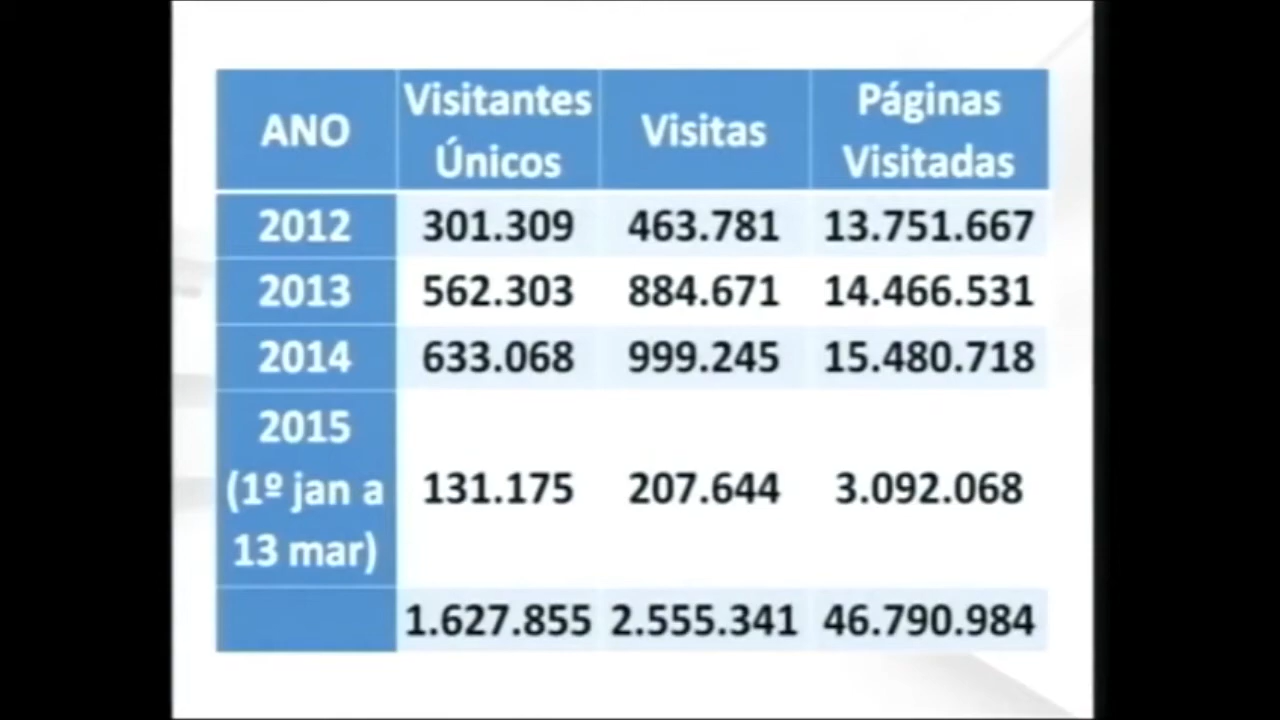 ANO Visitantes Únicos Visitas Páginas Visitadas
2012 301.309 463.781 13.751.667
2013 562.303 884.671 14.466.531
2014 633.068 999.245 15.480.718
2015 (1º jan a 13 mar) 131.175 207.644 3.092.068
1.627.855 2.555.341 46.790.984